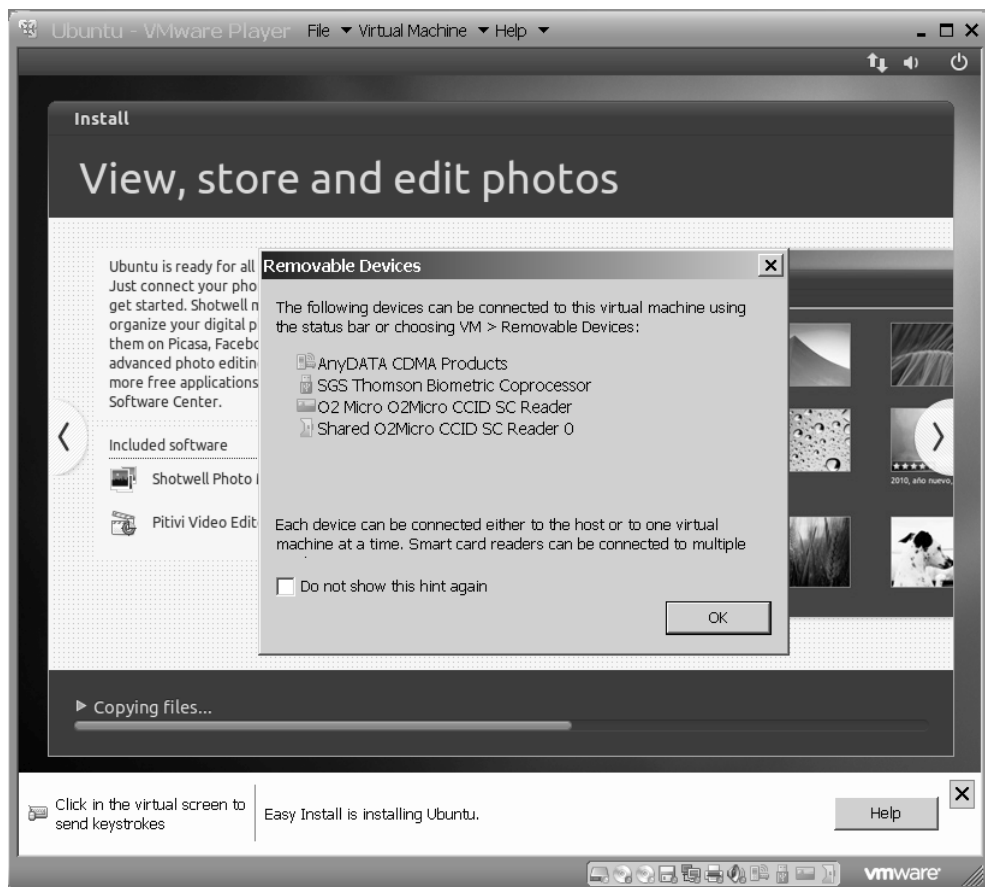 Ubuntu - VMware Player File Virtual Machine Help
Install
View, store and edit photos
Ubuntu is ready for all
Just connect your pho
get started. Shotwell
organize your digital p
them on Picasa, Facebo
advanced photo editin
more free applications
Software Center.
Included software
Shotwell Photo
Pitivi Video Edit
Removable Devices
The following devices can be connected to this virtual machine using
the status bar or choosing VM > Removable Devices:
AnyDATA CDMA Products
SGS Thomson Biometric Coprocessor
O2 Micro O2Micro CCID SC Reader
Shared O2Micro CCID SC Reader 0
Each device can be connected either to the host or to one virtual
machine at a time. Smart card readers can be connected to multiple
Do not show this hint again
OK
2010, año nuevo,
Copying files...
Click in the virtual screen to
send keystrokes
Easy Install is installing Ubuntu.
Help
vmware